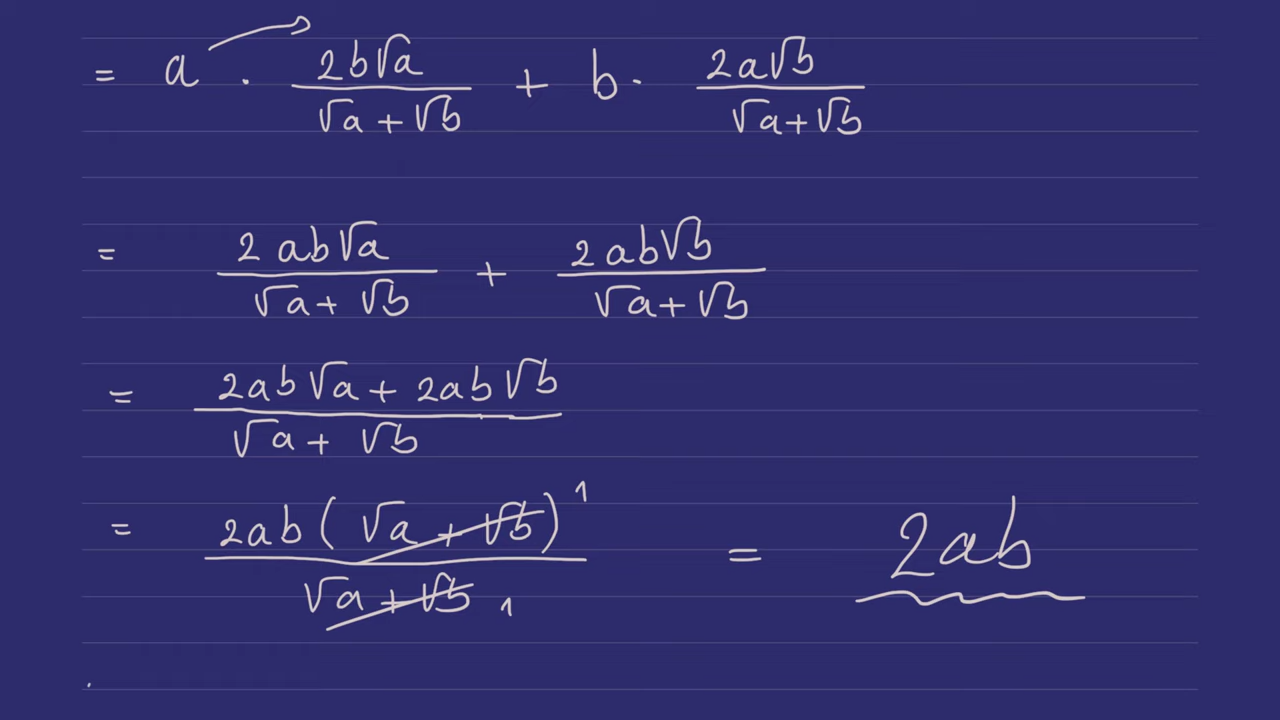 = a · 2b√a / √a + √b + b · 2a√b / √a + √b
= 2ab√a / √a + √b + 2ab√b / √a + √b
= 2ab√a + 2ab√b / √a + √b
= 2ab(√a + √b)¹ / √a + √b 1 = 2ab